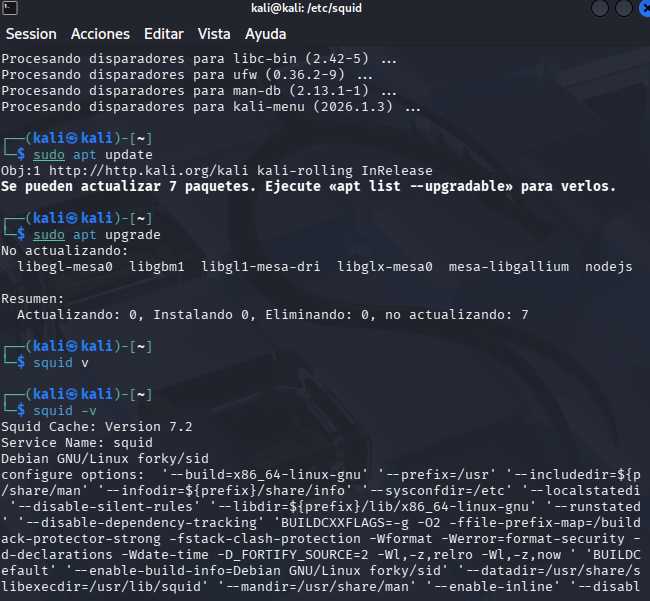 kali@kali: /etc/squid
Session Acciones Editar Vista Ayuda
Procesando disparadores para libc-bin (2.42-5) ...
Procesando disparadores para ufw (0.36.2-9) ...
Procesando disparadores para man-db (2.13.1-1) ...
Procesando disparadores para kali-menu (2026.1.3) ...
┌──(kali㉿kali)-[~]
└─$ sudo apt update
Obj:1 http://http.kali.org/kali kali-rolling InRelease
Se pueden actualizar 7 paquetes. Ejecute «apt list --upgradable» para verlos.
┌──(kali㉿kali)-[~]
└─$ sudo apt upgrade
No actualizando:
libegl-mesa0 libgbm1 libgl1-mesa-dri libglx-mesa0 mesa-libgallium nodejs
Resumen:
Actualizando: 0, Instalando 0, Eliminando: 0, no actualizando: 7
┌──(kali㉿kali)-[~]
└─$ squid v
┌──(kali㉿kali)-[~]
└─$ squid -v
Squid Cache: Version 7.2
Service Name: squid
Debian GNU/Linux forky/sid
configure options:  '--build=x86_64-linux-gnu' '--prefix=/usr' '--includedir=${p
/share/man' '--infodir=${prefix}/share/info' '--sysconfdir=/etc' '--localstatedi
'--disable-silent-rules' '--libdir=${prefix}/lib/x86_64-linux-gnu' '--runstated
' '--disable-dependency-tracking' 'BUILDCXXFLAGS=-g -O2 -ffile-prefix-map=/build
ack-protector-strong -fstack-clash-protection -Wformat -Werror=format-security -
d-declarations -Wdate-time -D_FORTIFY_SOURCE=2 -Wl,-z,relro -Wl,-z,now ' 'BUILDC
efault' '--enable-build-info=Debian GNU/Linux forky/sid' '--datadir=/usr/share/s
libexecdir=/usr/lib/squid' '--mandir=/usr/share/man' '--enable-inline' '--disabl